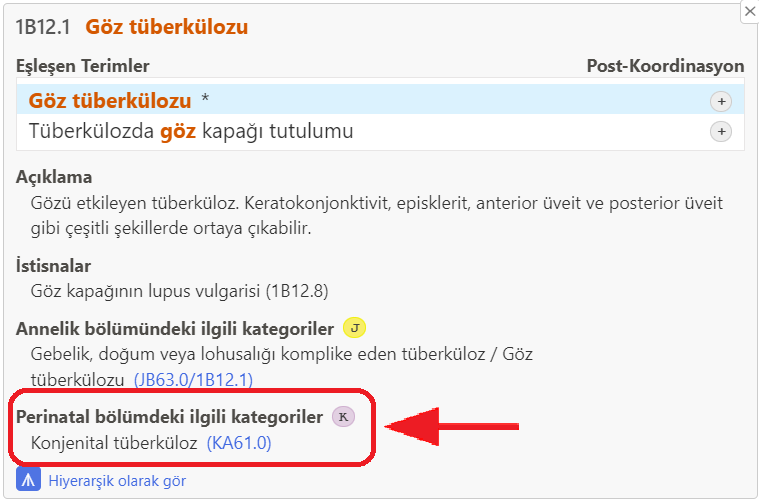 1B12.1 Göz tüberkülozu
Eşleşen Terimler Post-Koordinasyon
Göz tüberkülozu *
Tüberkülozda göz kapağı tutulumu
Açıklama
Gözü etkileyen tüberküloz. Keratokonjonktivit, episklerit, anterior üveit ve posterior üveit
gibi çeşitli şekillerde ortaya çıkabilir.
İstisnalar
Göz kapağının lupus vulgarisi (1B12.8)
Annelik bölümündeki ilgili kategoriler J
Gebelik, doğum veya lohusalığı komplike eden tüberküloz / Göz
tüberkülozu (JB63.0/1B12.1)
Perinatal bölümdeki ilgili kategoriler K
Konjenital tüberküloz (KA61.0)
Hiyerarşik olarak gör